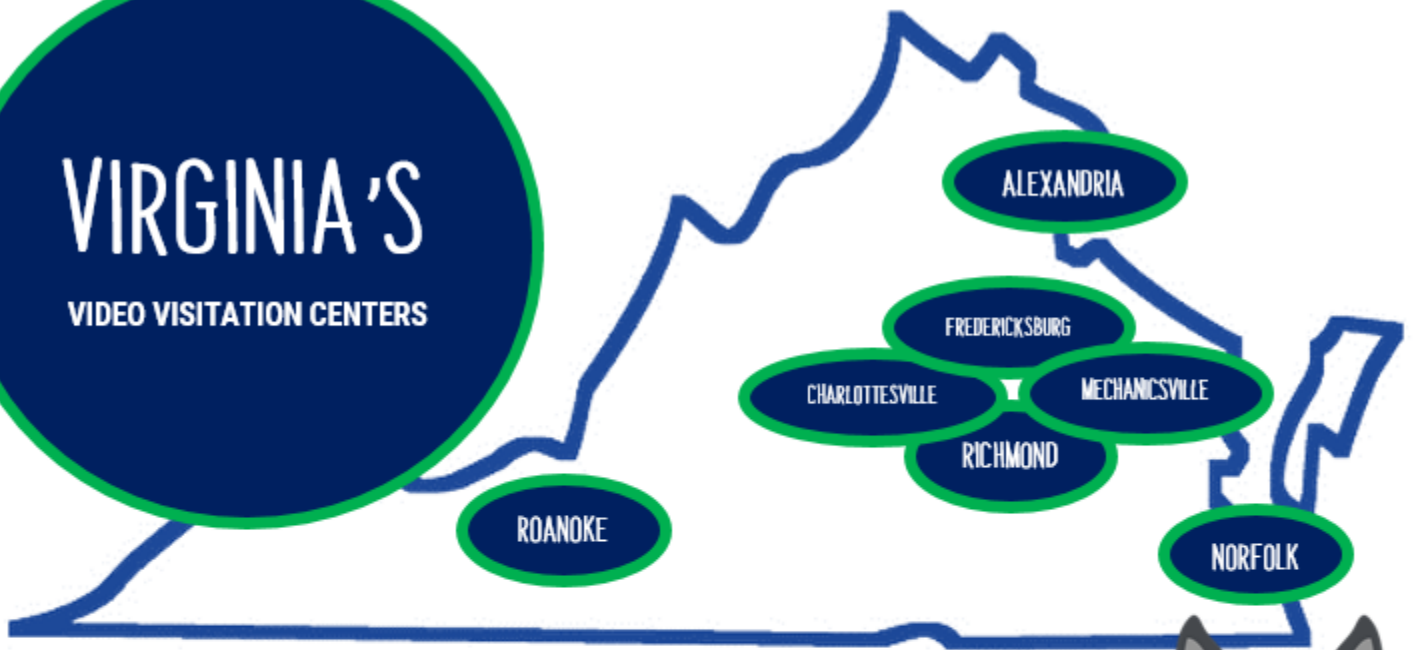 VIRGINIA'S
VIDEO VISITATION CENTERS
ALEXANDRIA
FREDERICKSBURG
CHARLOTTESVILLE
MECHANICSVILLE
RICHMOND
ROANOKE
NORFOLK